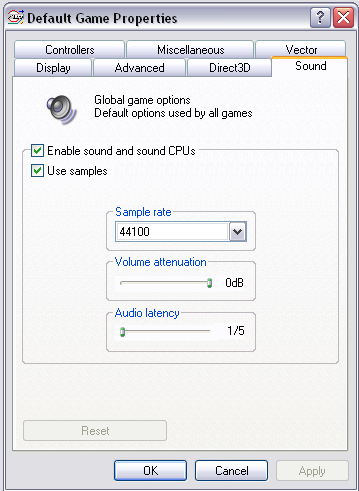 Default Game Properties
Controllers
Miscellaneous
Vector
Display
Advanced
Direct3D
Sound
Global game options
Default options used by all games
Enable sound and sound CPUs
Use samples
Sample rate
44100
Volume attenuation
0dB
Audio latency
1/5
Reset
OK
Cancel
Apply